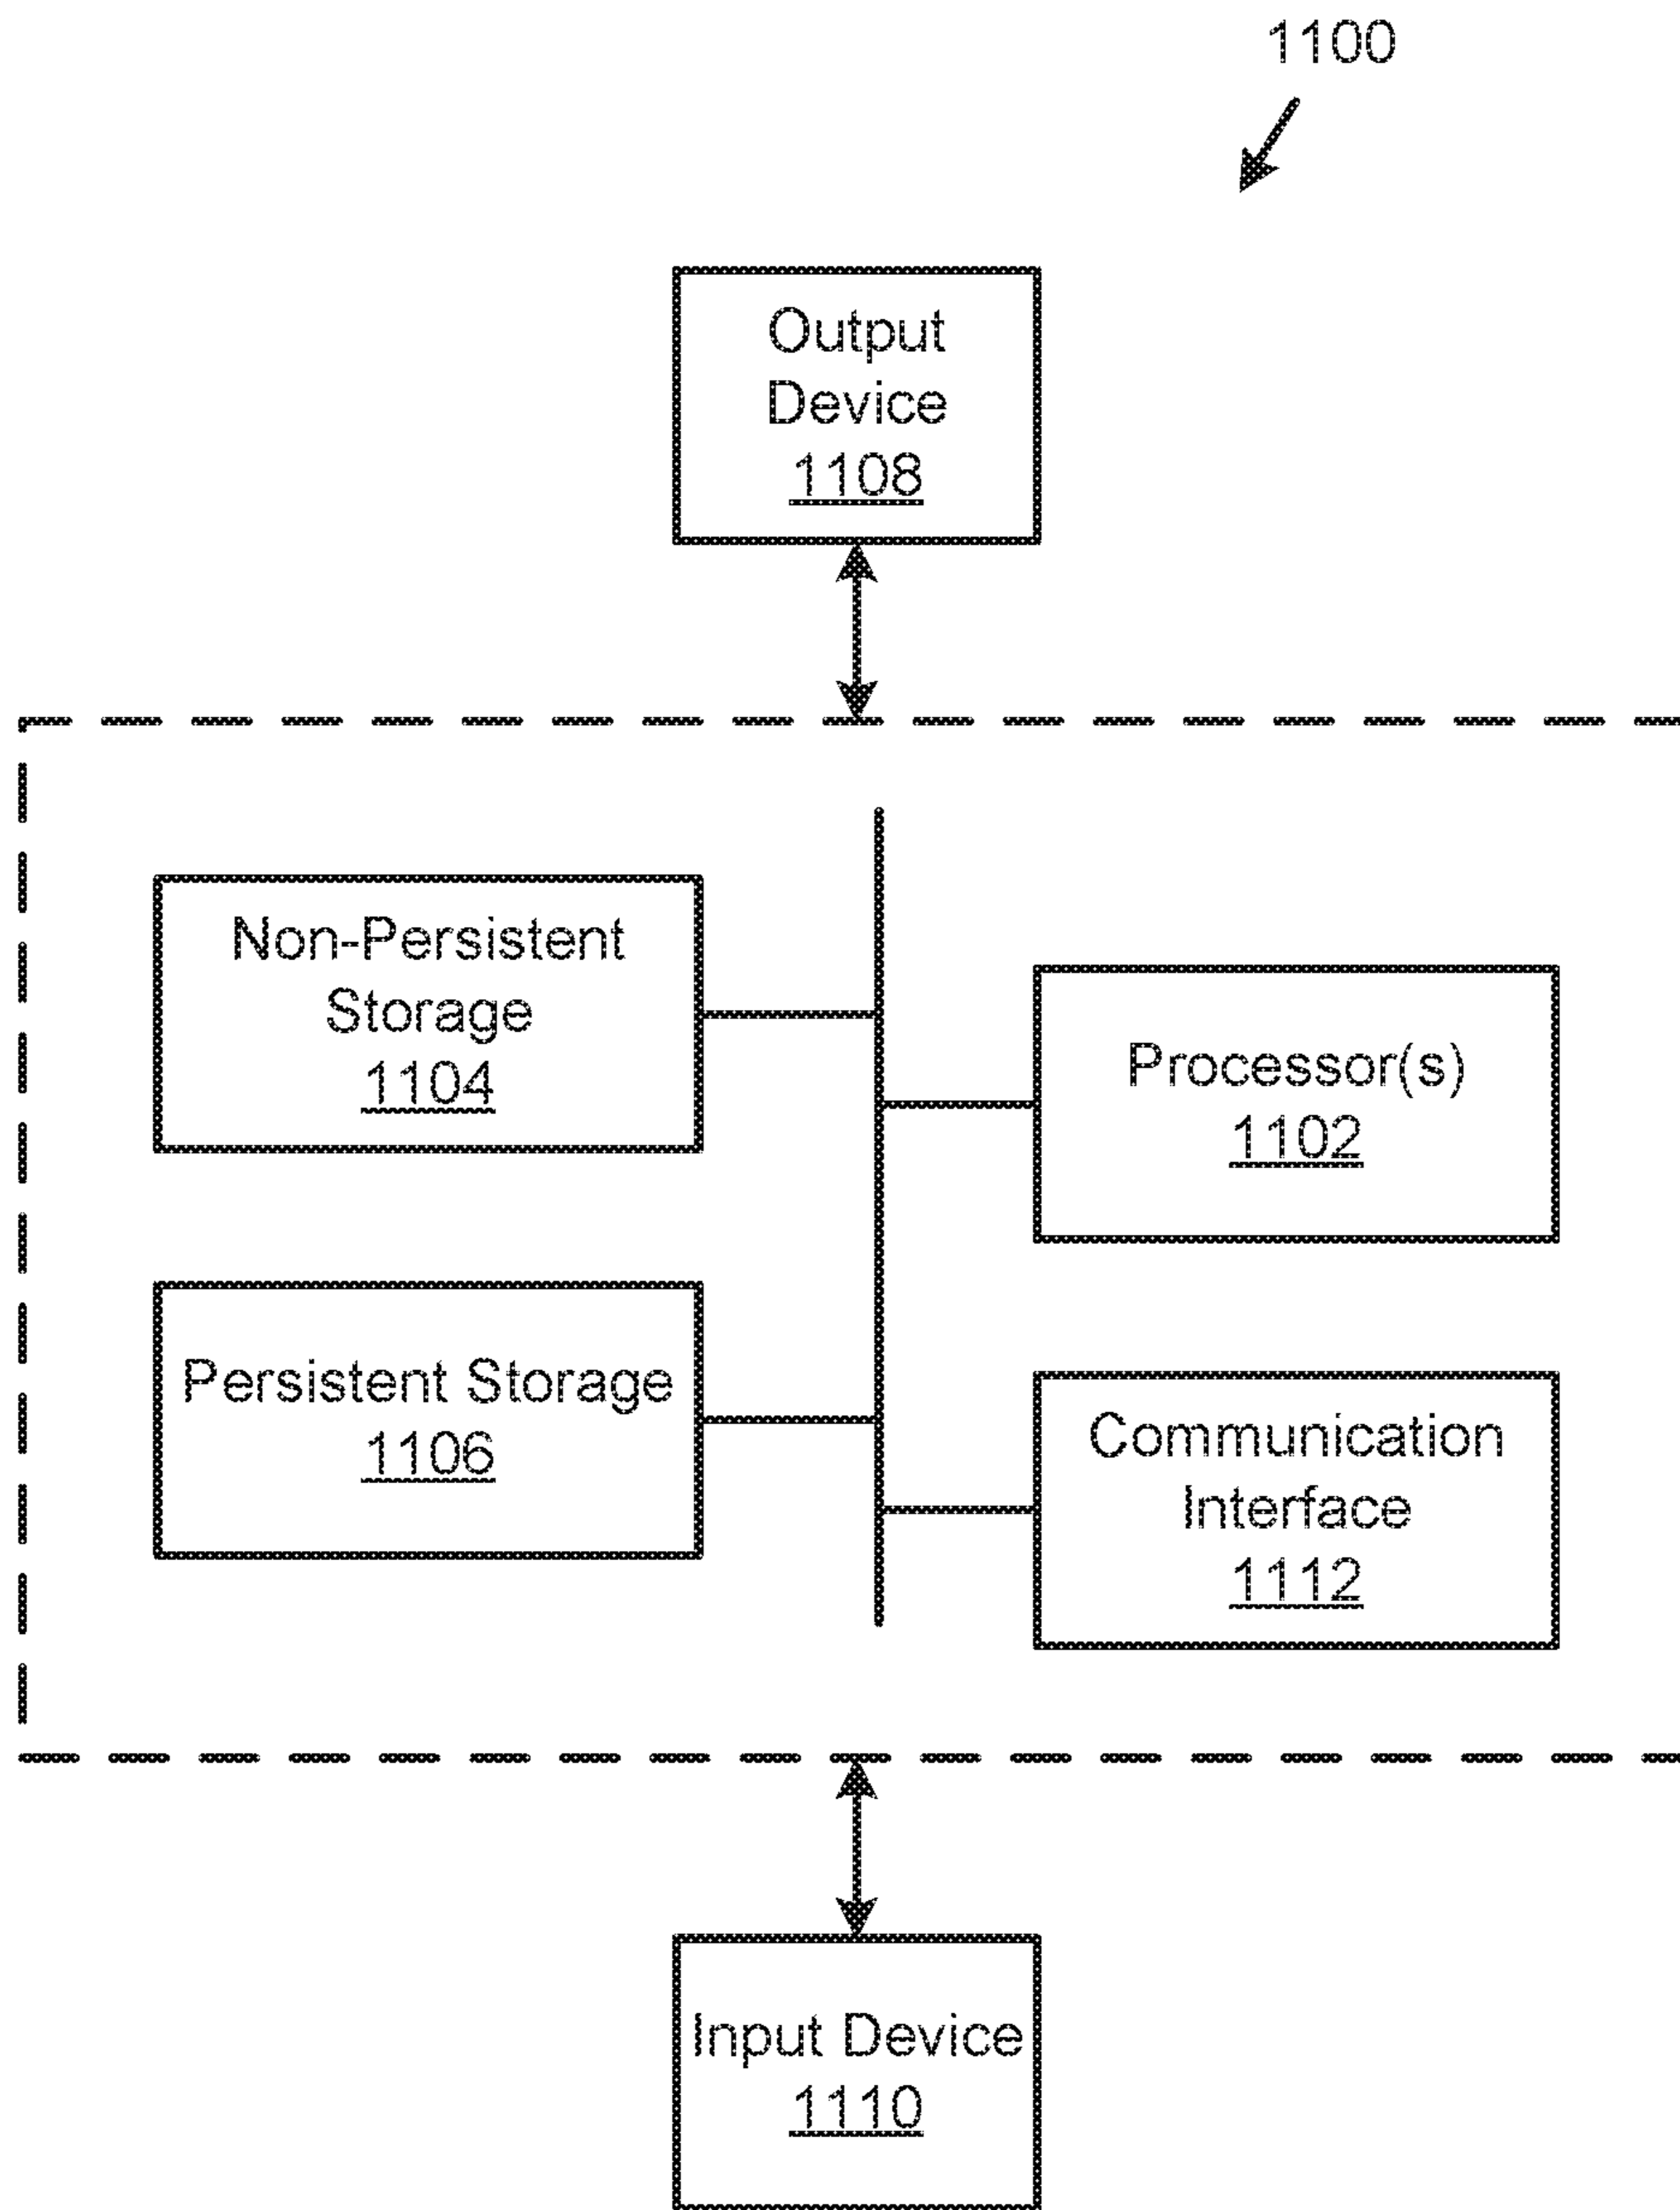 1100
Output
Device
1108
Non-Persistent
Storage
1104
Processor(s)
1102
Persistent Storage
1106
Communication
Interface
1112
Input Device
1110